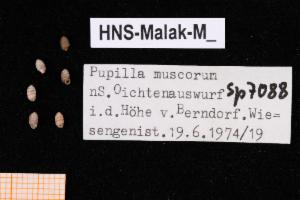 HNS-Malak-M_
Pupilla muscorum
nS.Oichtenauswurf Sp7088
i.d.Höhe v.Berndorf.Wie=
sengenist.19.6.1974/19